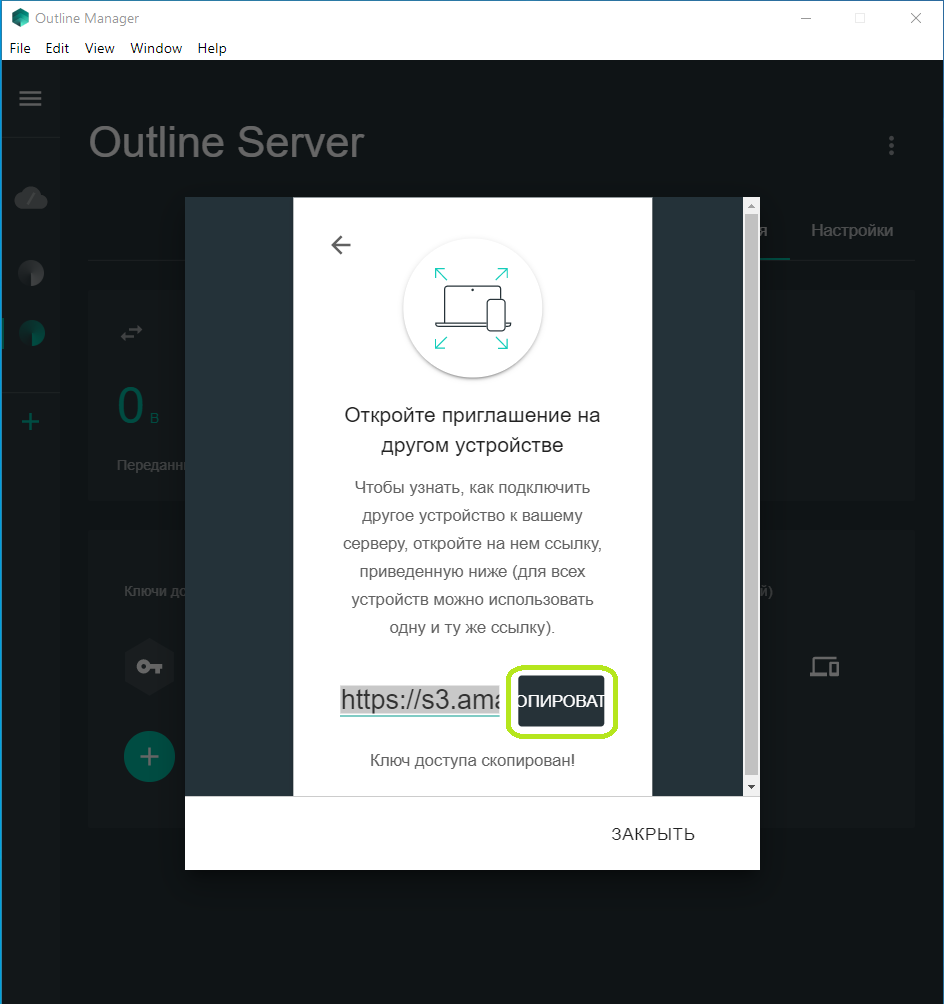 Outline Manager
File Edit View Window Help
Outline Server
Настройки
0 B
Откройте приглашение на
другом устройстве
Чтобы узнать, как подключить
другое устройство к вашему
серверу, откройте на нем ссылку,
приведенную ниже (для всех
устройств можно использовать
одну и ту же ссылку).
https://s3.ama
ОПИРОВАТ
Ключ доступа скопирован!
ЗАКРЫТЬ
Переданн
Ключи до